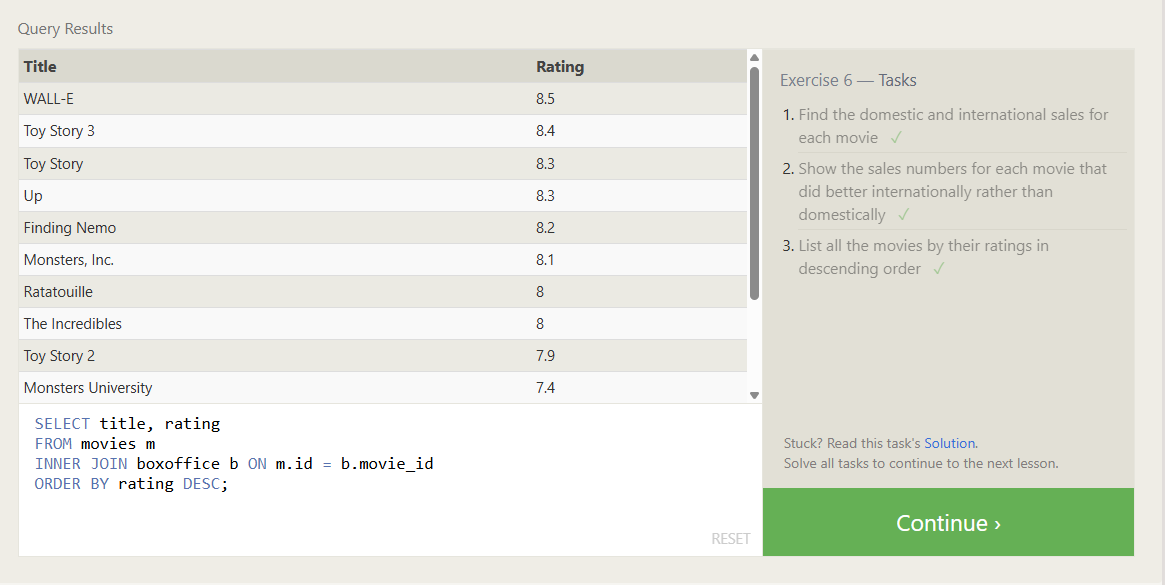 Query Results
Title Rating
WALL-E 8.5
Toy Story 3 8.4
Toy Story 8.3
Up 8.3
Finding Nemo 8.2
Monsters, Inc. 8.1
Ratatouille 8
The Incredibles 8
Toy Story 2 7.9
Monsters University 7.4
SELECT title, rating
FROM movies m
INNER JOIN boxoffice b ON m.id = b.movie_id
ORDER BY rating DESC;
RESET
Exercise 6 — Tasks
1. Find the domestic and international sales for
each movie ✓
2. Show the sales numbers for each movie that
did better internationally rather than
domestically ✓
3. List all the movies by their ratings in
descending order ✓
Stuck? Read this task's Solution.
Solve all tasks to continue to the next lesson.
Continue ›